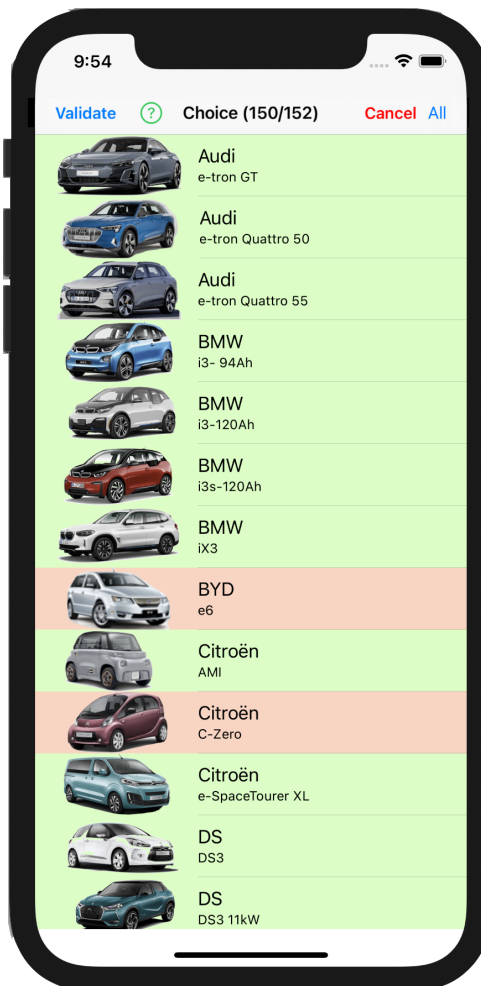 9:54
Validate ? Choice (150/152) Cancel All
Audi
e-tron GT
Audi
e-tron Quattro 50
Audi
e-tron Quattro 55
BMW
i3- 94Ah
BMW
i3-120Ah
BMW
i3s-120Ah
BMW
iX3
BYD
e6
Citroën
AMI
Citroën
C-Zero
Citroën
e-SpaceTourer XL
DS
DS3
DS
DS3 11kW